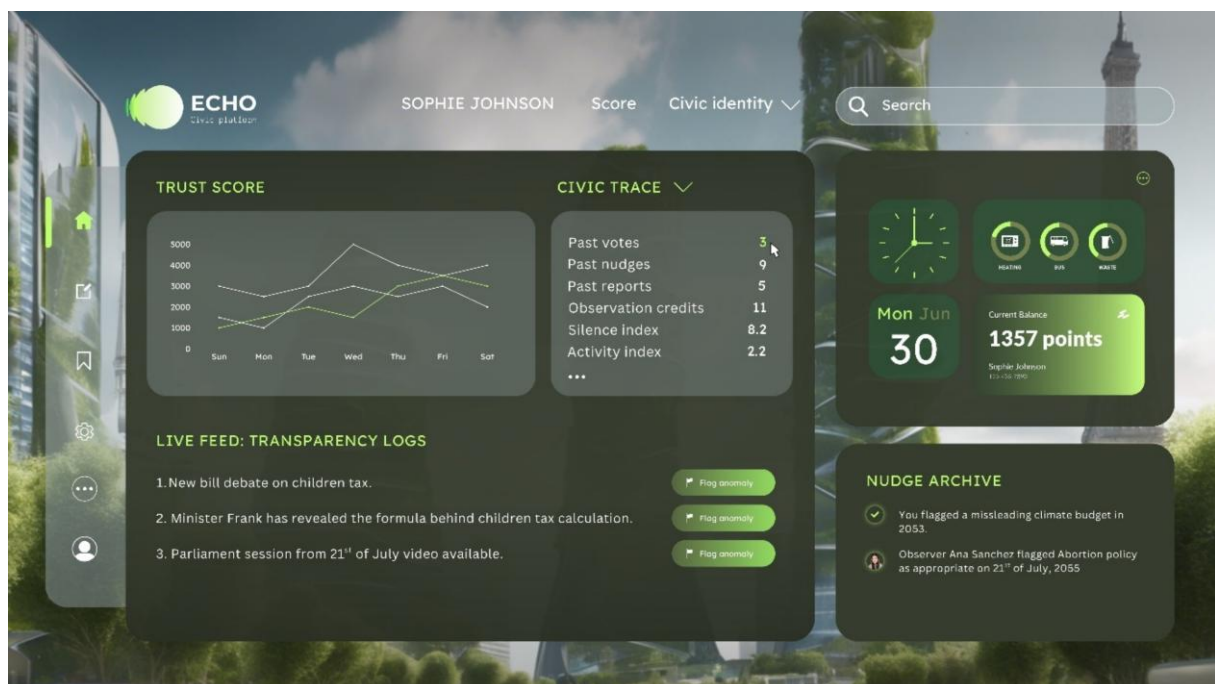 ECHO
Civic platform
SOPHIE JOHNSON
Score
Civic identity
Search
TRUST SCORE
5000
4000
3000
2000
1000
0
Sun Mon Tue Wed Thu Fri Sat
CIVIC TRACE
Past votes 3
Past nudges 9
Past reports 5
Observation credits 11
Silence index 8.2
Activity index 2.2
...
HEATING BUS WASTE
Mon Jun
30
Current Balance
1357 points
Sophie Johnson
LIVE FEED: TRANSPARENCY LOGS
1. New bill debate on children tax.
Flag anomaly
2. Minister Frank has revealed the formula behind children tax calculation.
Flag anomaly
3. Parliament session from 21st of July video available.
Flag anomaly
NUDGE ARCHIVE
You flagged a missleading climate budget in
2053.
Observer Ana Sanchez flagged Abortion policy
as appropriate on 21st of July, 2055